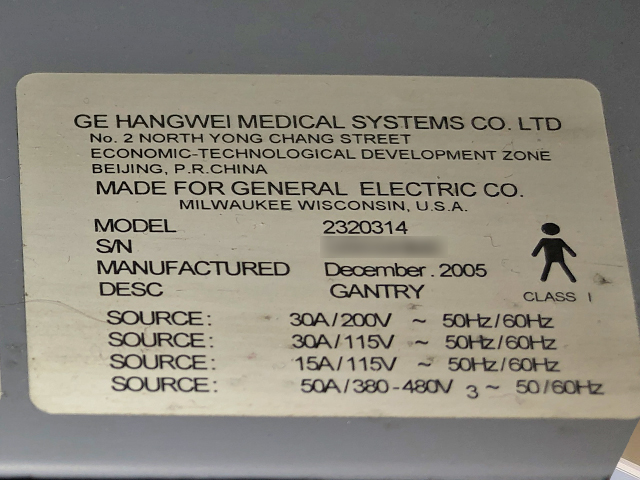 GE HANGWEI MEDICAL SYSTEMS CO. LTD
No. 2 NORTH YONG CHANG STREET
ECONOMIC-TECHNOLOGICAL DEVELOPMENT ZONE
BEIJING, P.R.CHINA
MADE FOR GENERAL ELECTRIC CO.
MILWAUKEE WISCONSIN, U.S.A.
MODEL 2320314
S/N
MANUFACTURED December . 2005
DESC GANTRY
CLASS I
SOURCE: 30A/200V ~ 50Hz/60Hz
SOURCE: 30A/115V ~ 50Hz/60Hz
SOURCE: 15A/115V ~ 50Hz/60Hz
SOURCE: 50A/380-480V 3~ 50/60Hz